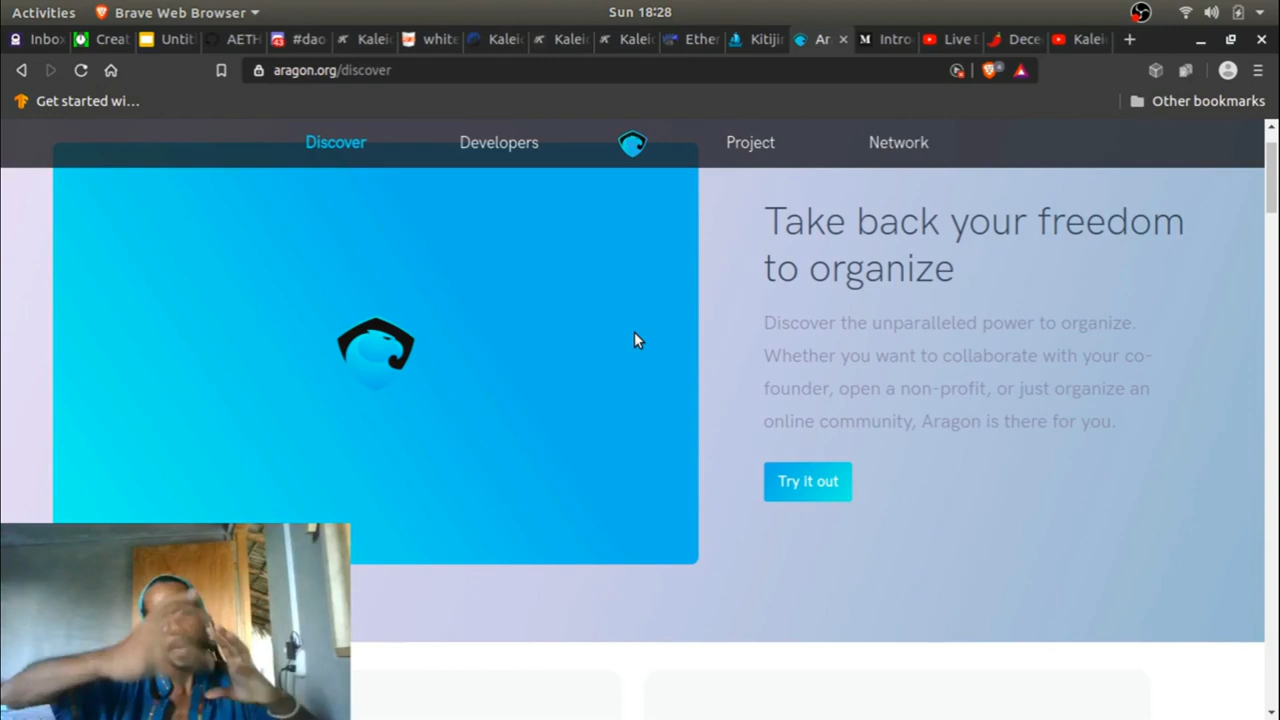 Activities Brave Web Browser Sun 18:28
Inbo Creat Unti AETH #dao Kalei white Kalei Kalei Kalei Ether Kitijin Ar Intro Live D Dece Kalei
aragon.org/discover
Get started wi... Other bookmarks
Discover Developers Project Network
Take back your freedom
to organize
Discover the unparalleled power to organize.
Whether you want to collaborate with your co-
founder, open a non-profit, or just organize an
online community, Aragon is there for you.
Try it out